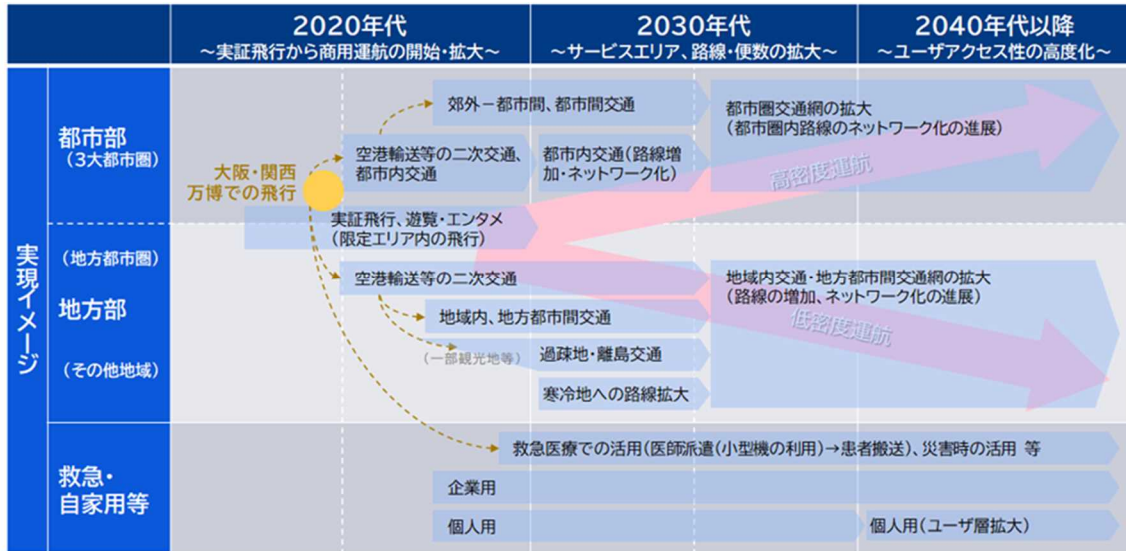 2020年代
～実証飛行から商用運航の開始・拡大～
2030年代
～サービスエリア、路線・便数の拡大～
2040年代以降
～ユーザアクセス性の高度化～
実現イメージ
都市部
（3大都市圏）
大阪・関西
万博での飛行
郊外－都市間、都市間交通
空港輸送等の二次交通、
都市内交通
都市内交通（路線増
加・ネットワーク化）
都市圏交通網の拡大
（都市圏内路線のネットワーク化の進展）
高密度運航
実証飛行、遊覧・エンタメ
（限定エリア内の飛行）
（地方都市圏）
地方部
（その他地域）
空港輸送等の二次交通
地域内、地方都市間交通
（一部観光地等）
過疎地・離島交通
寒冷地への路線拡大
地域内交通・地方都市間交通網の拡大
（路線の増加、ネットワーク化の進展）
低密度運航
救急・
自家用等
救急医療での活用（医師派遣（小型機の利用）→患者搬送）、災害時の活用 等
企業用
個人用
個人用（ユーザ層拡大）